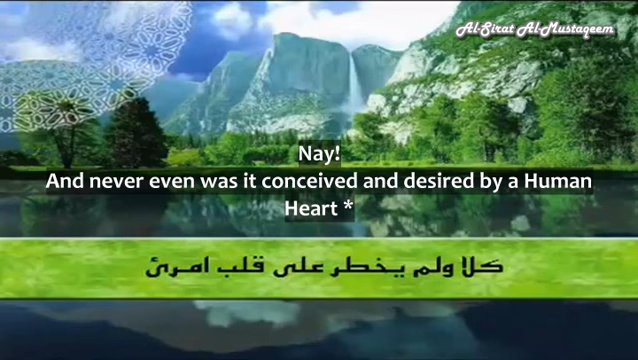 Al-Sirat Al-Mustaqeem
Nay!
And never even was it conceived and desired by a Human
Heart *
كلا ولم يخطر على قلب امرئ